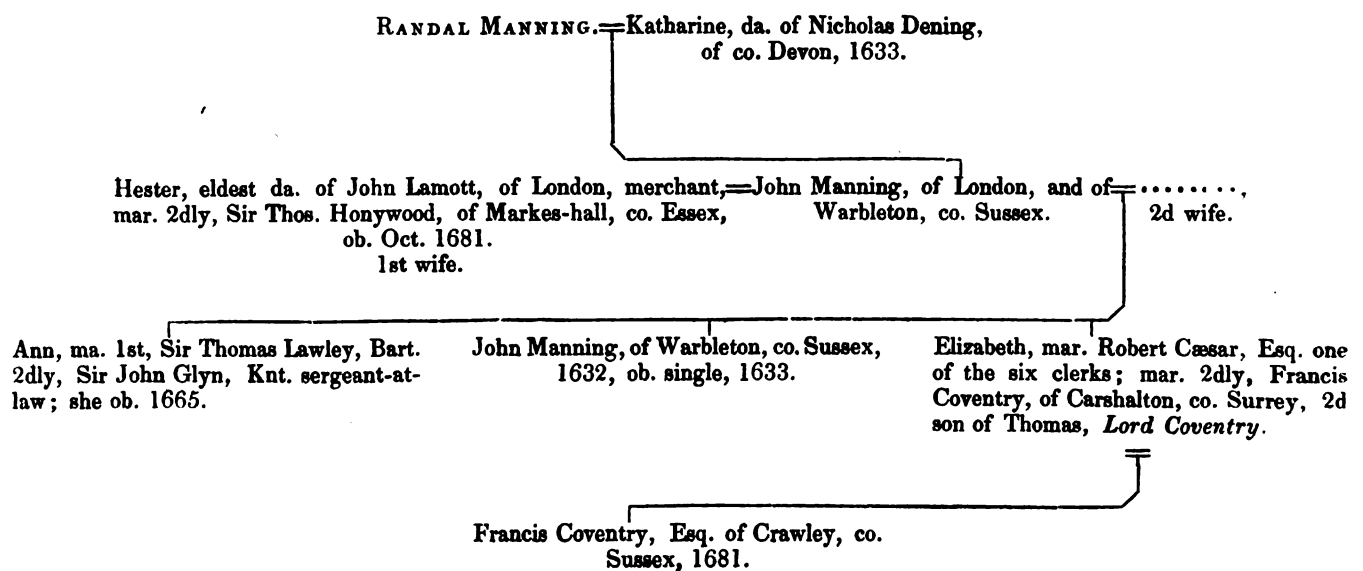 RANDAL MANNING.=Katharine, da. of Nicholas Dening,
of co. Devon, 1633.
Hester, eldest da. of John Lamott, of London, merchant,=John Manning, of London, and of=........,
mar. 2dly, Sir Thos. Honywood, of Markes-hall, co. Essex, Warbleton, co. Sussex. 2d wife.
ob. Oct. 1681.
1st wife.
Ann, ma. 1st, Sir Thomas Lawley, Bart.
2dly, Sir John Glyn, Knt. sergeant-at-
law; she ob. 1665.
John Manning, of Warbleton, co. Sussex,
1632, ob. single, 1633.
Elizabeth, mar. Robert Cæsar, Esq. one
of the six clerks; mar. 2dly, Francis
Coventry, of Carshalton, co. Surrey, 2d
son of Thomas, Lord Coventry.
=
Francis Coventry, Esq. of Crawley, co.
Sussex, 1681.